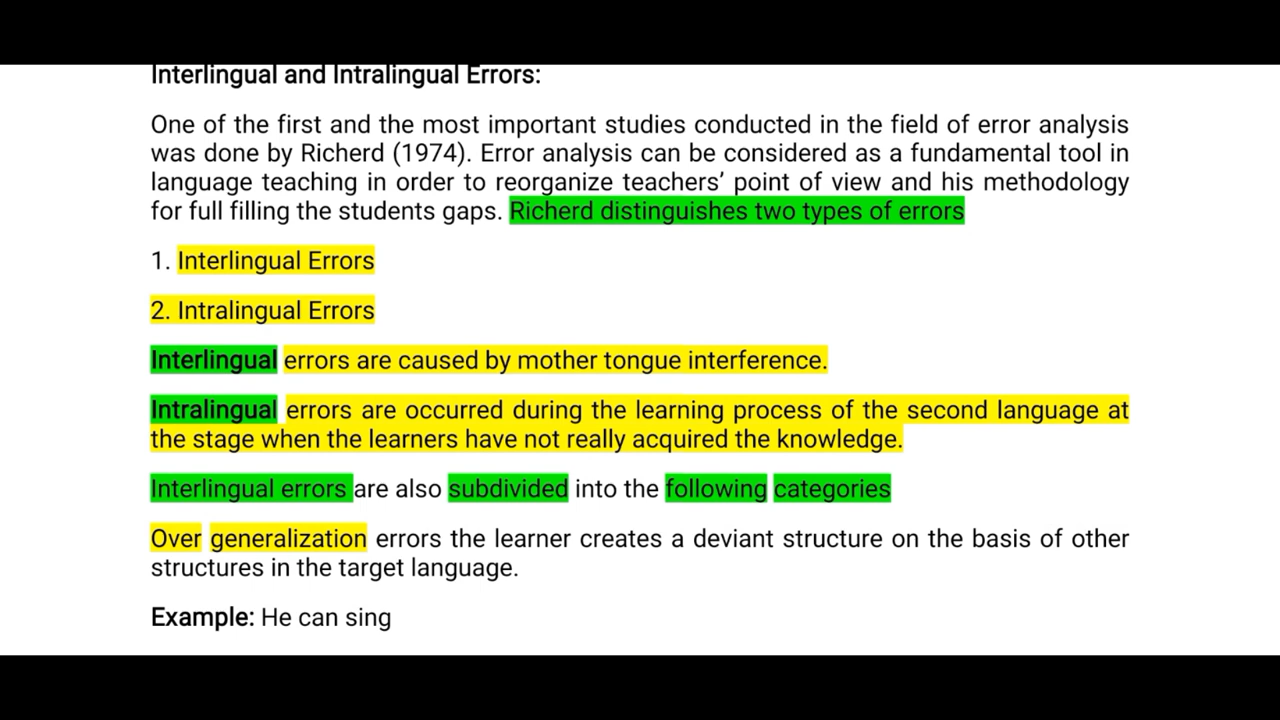 Interlingual and Intralingual Errors:
One of the first and the most important studies conducted in the field of error analysis
was done by Richerd (1974). Error analysis can be considered as a fundamental tool in
language teaching in order to reorganize teachers’ point of view and his methodology
for full filling the students gaps. Richerd distinguishes two types of errors
1. Interlingual Errors
2. Intralingual Errors
Interlingual errors are caused by mother tongue interference.
Intralingual errors are occurred during the learning process of the second language at
the stage when the learners have not really acquired the knowledge.
Interlingual errors are also subdivided into the following categories
Over generalization errors the learner creates a deviant structure on the basis of other
structures in the target language.
Example: He can sing